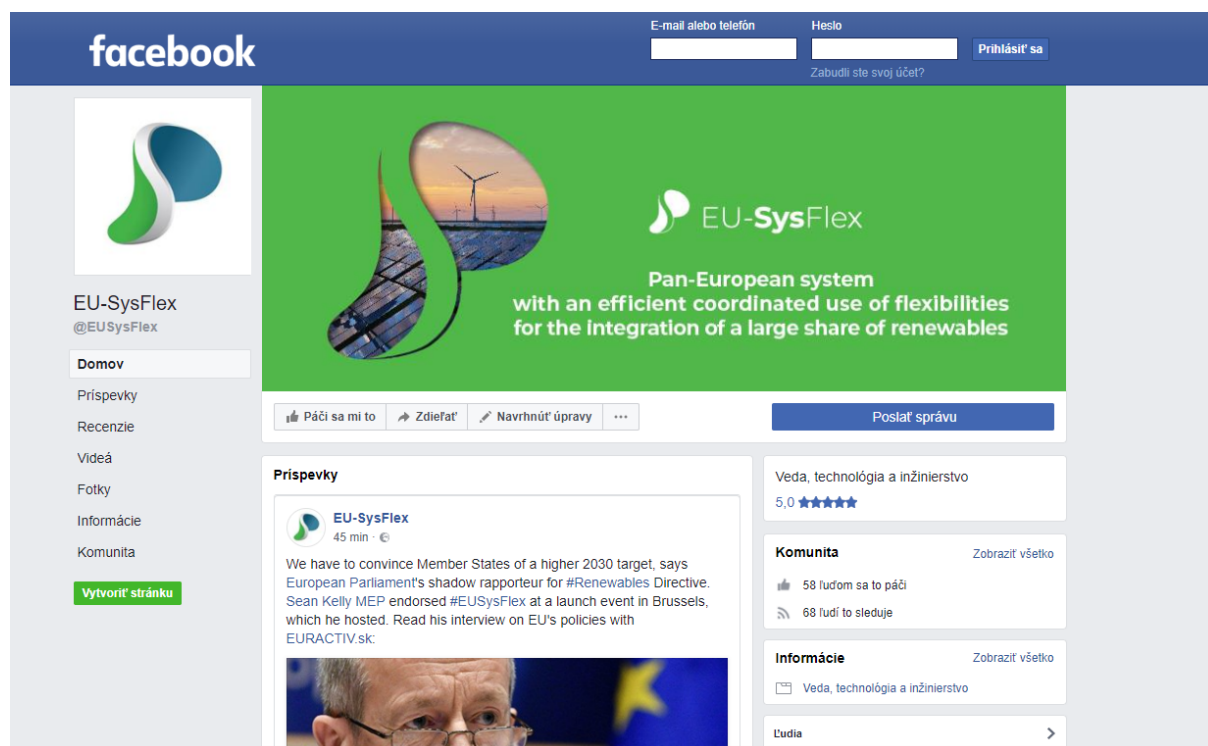 facebook
E-mail alebo telefón
Heslo
Prihlásiť sa
Zabudli ste svoj účet?
EU-SysFlex
Pan-European system
with an efficient coordinated use of flexibilities
for the integration of a large share of renewables
EU-SysFlex
@EUSysFlex
Domov
Príspevky
Recenzie
Videá
Fotky
Informácie
Komunita
Vytvoriť stránku
Páči sa mi to
Zdieľať
Navrhnúť úpravy
Poslať správu
Príspevky
EU-SysFlex
45 min ·
We have to convince Member States of a higher 2030 target, says
European Parliament's shadow rapporteur for #Renewables Directive.
Sean Kelly MEP endorsed #EUSysFlex at a launch event in Brussels,
which he hosted. Read his interview on EU's policies with
EURACTIV.sk:
Veda, technológia a inžinierstvo
5,0 ★★★★★
Komunita
Zobraziť všetko
58 ľuďom sa to páči
68 ľudí to sleduje
Informácie
Zobraziť všetko
Veda, technológia a inžinierstvo
Ľudia